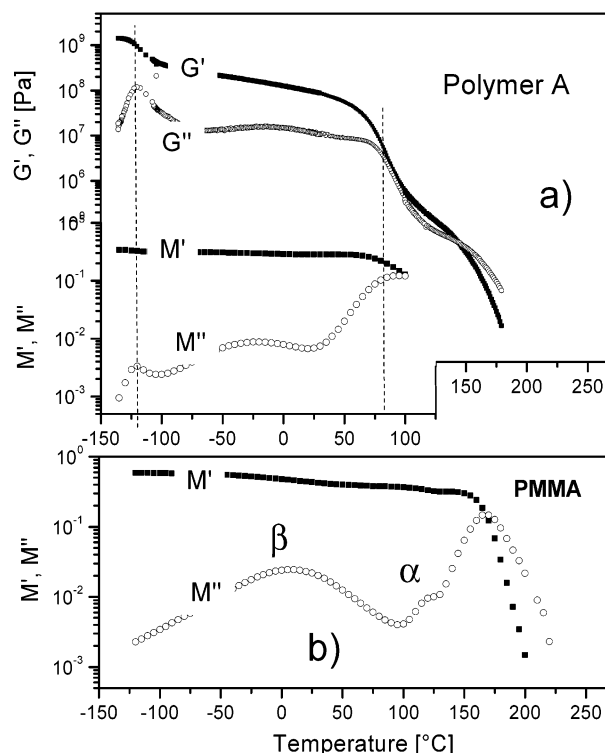 10⁹
10⁸
10⁷
10⁶
10⁰
10⁻¹
10⁻²
10⁻³
G', G'' [Pa]
M', M''
G'
G''
M'
M''
Polymer A
a)
-150 -100 -50 0 50 100
150 200 250
10⁰
10⁻¹
10⁻²
10⁻³
M', M''
M'
PMMA
β
α
M''
b)
-150 -100 -50 0 50 100 150 200 250
Temperature [°C]